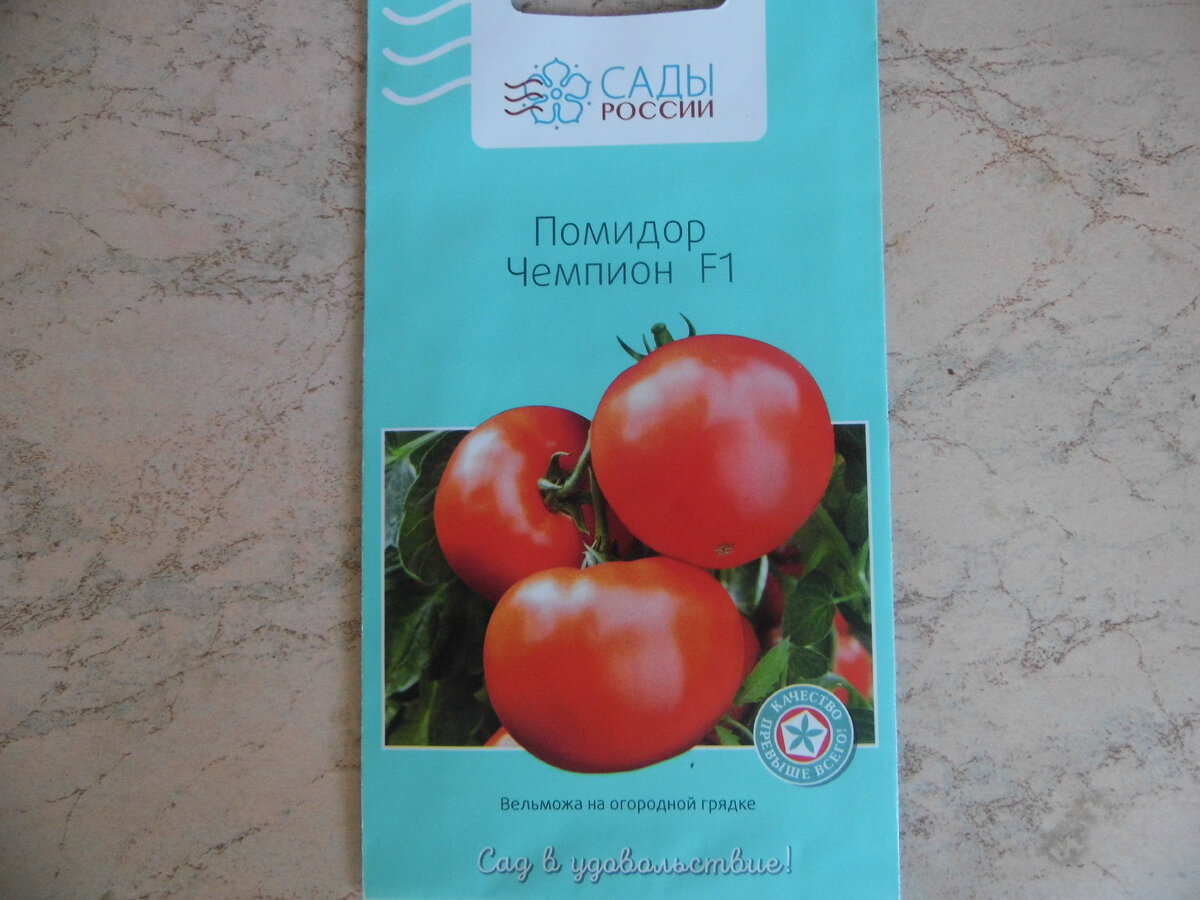 САДЫ
РОССИИ
Помидор
Чемпион F1
КАЧЕСТВО
ПРЕВЫШЕ ВСЕГО!
Вельможа на огородной грядке
Сад в удовольствие!